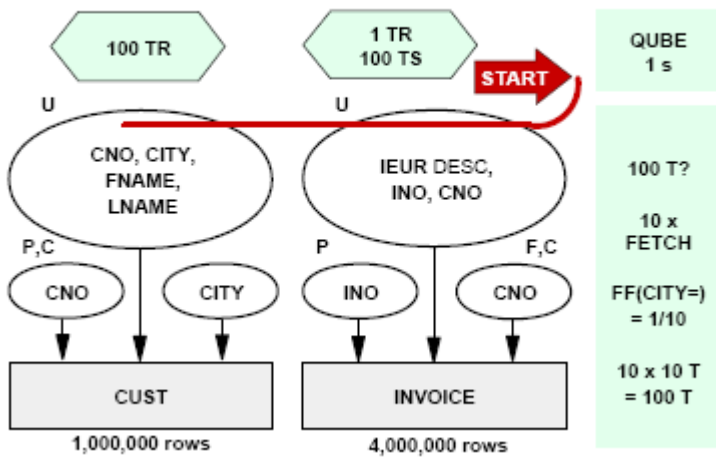 100 TR
1 TR
100 TS
START
QUBE
1 s
U
U
CNO, CITY,
FNAME,
LNAME
IEUR DESC,
INO, CNO
100 T?
10 x
FETCH
FF(CITY=)
= 1/10
10 x 10 T
= 100 T
P,C
P
F,C
CNO
CITY
INO
CNO
CUST
INVOICE
1,000,000 rows
4,000,000 rows